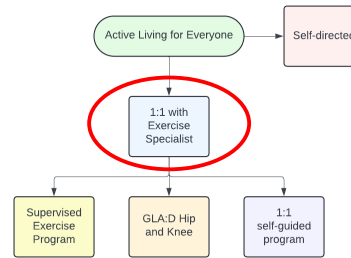 Active Living for Everyone
Self-directed
1:1 with
Exercise
Specialist
Supervised
Exercise
Program
GLA:D Hip
and Knee
1:1
self-guided
program